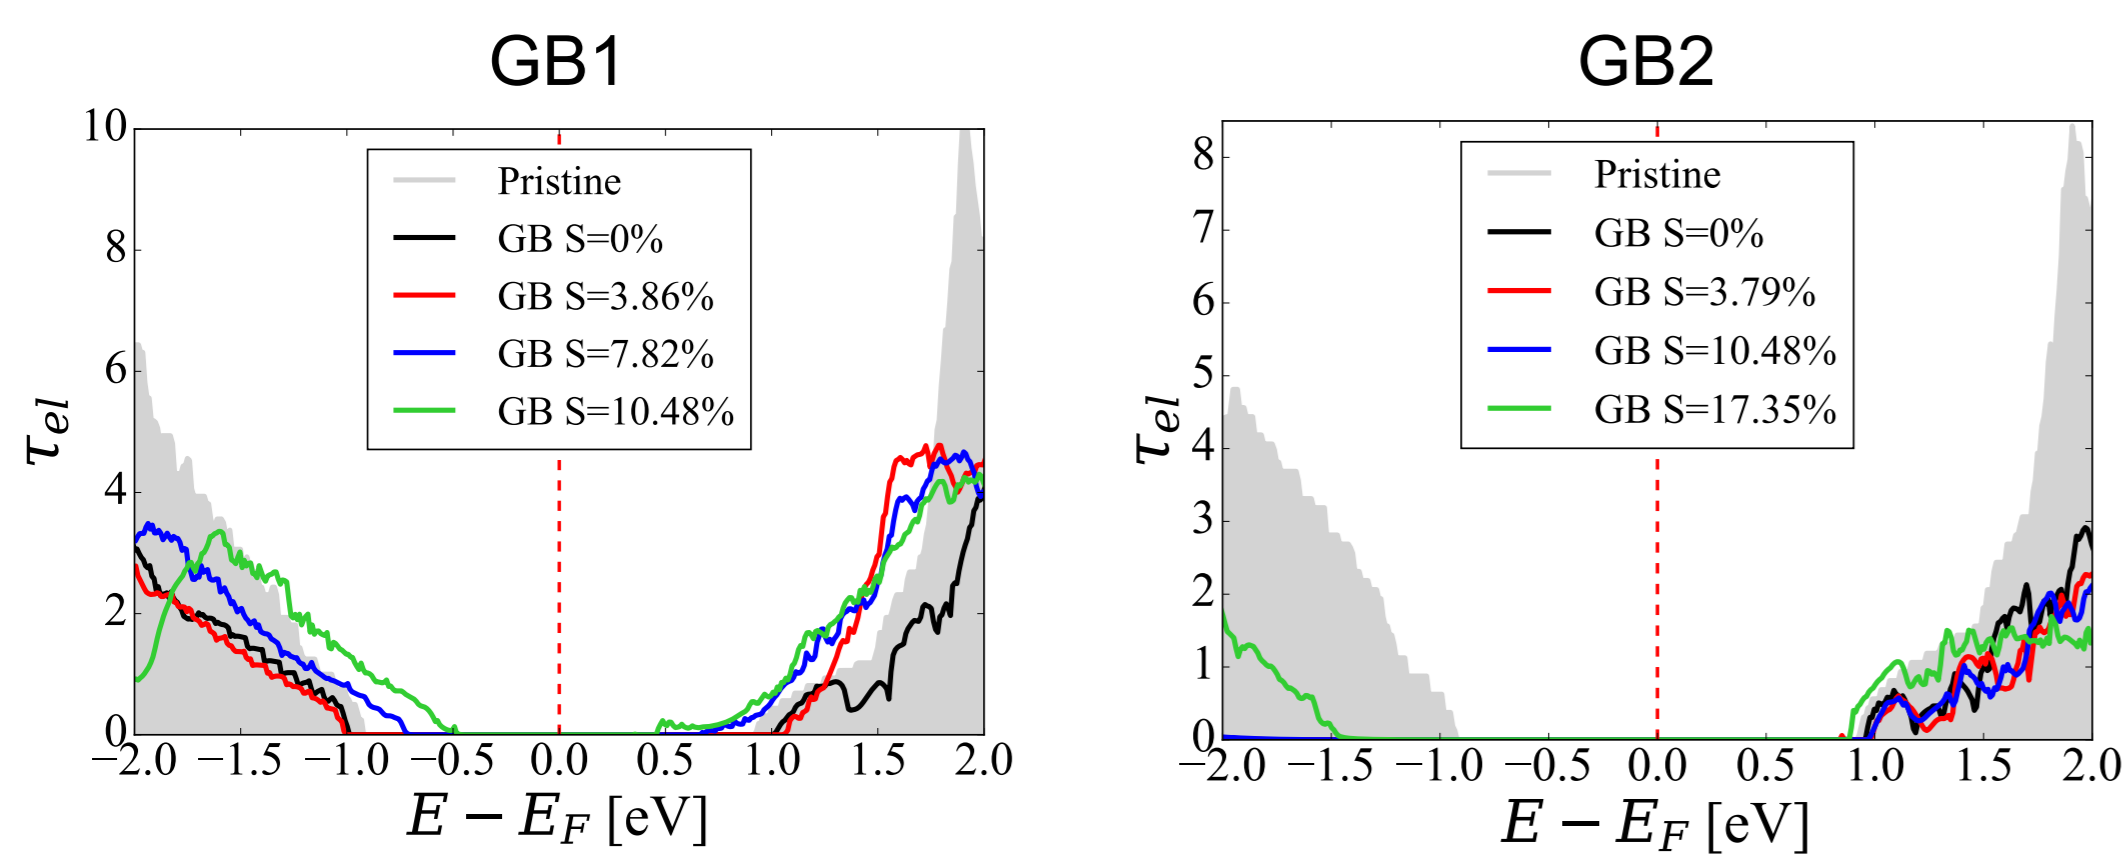 GB1
10
8
6
4
2
0
τel
Pristine
GB S=0%
GB S=3.86%
GB S=7.82%
GB S=10.48%
−2.0 −1.5 −1.0 −0.5 0.0 0.5 1.0 1.5 2.0
E − EF [eV]
GB2
8
7
6
5
4
3
2
1
0
τel
Pristine
GB S=0%
GB S=3.79%
GB S=10.48%
GB S=17.35%
−2.0 −1.5 −1.0 −0.5 0.0 0.5 1.0 1.5 2.0
E − EF [eV]